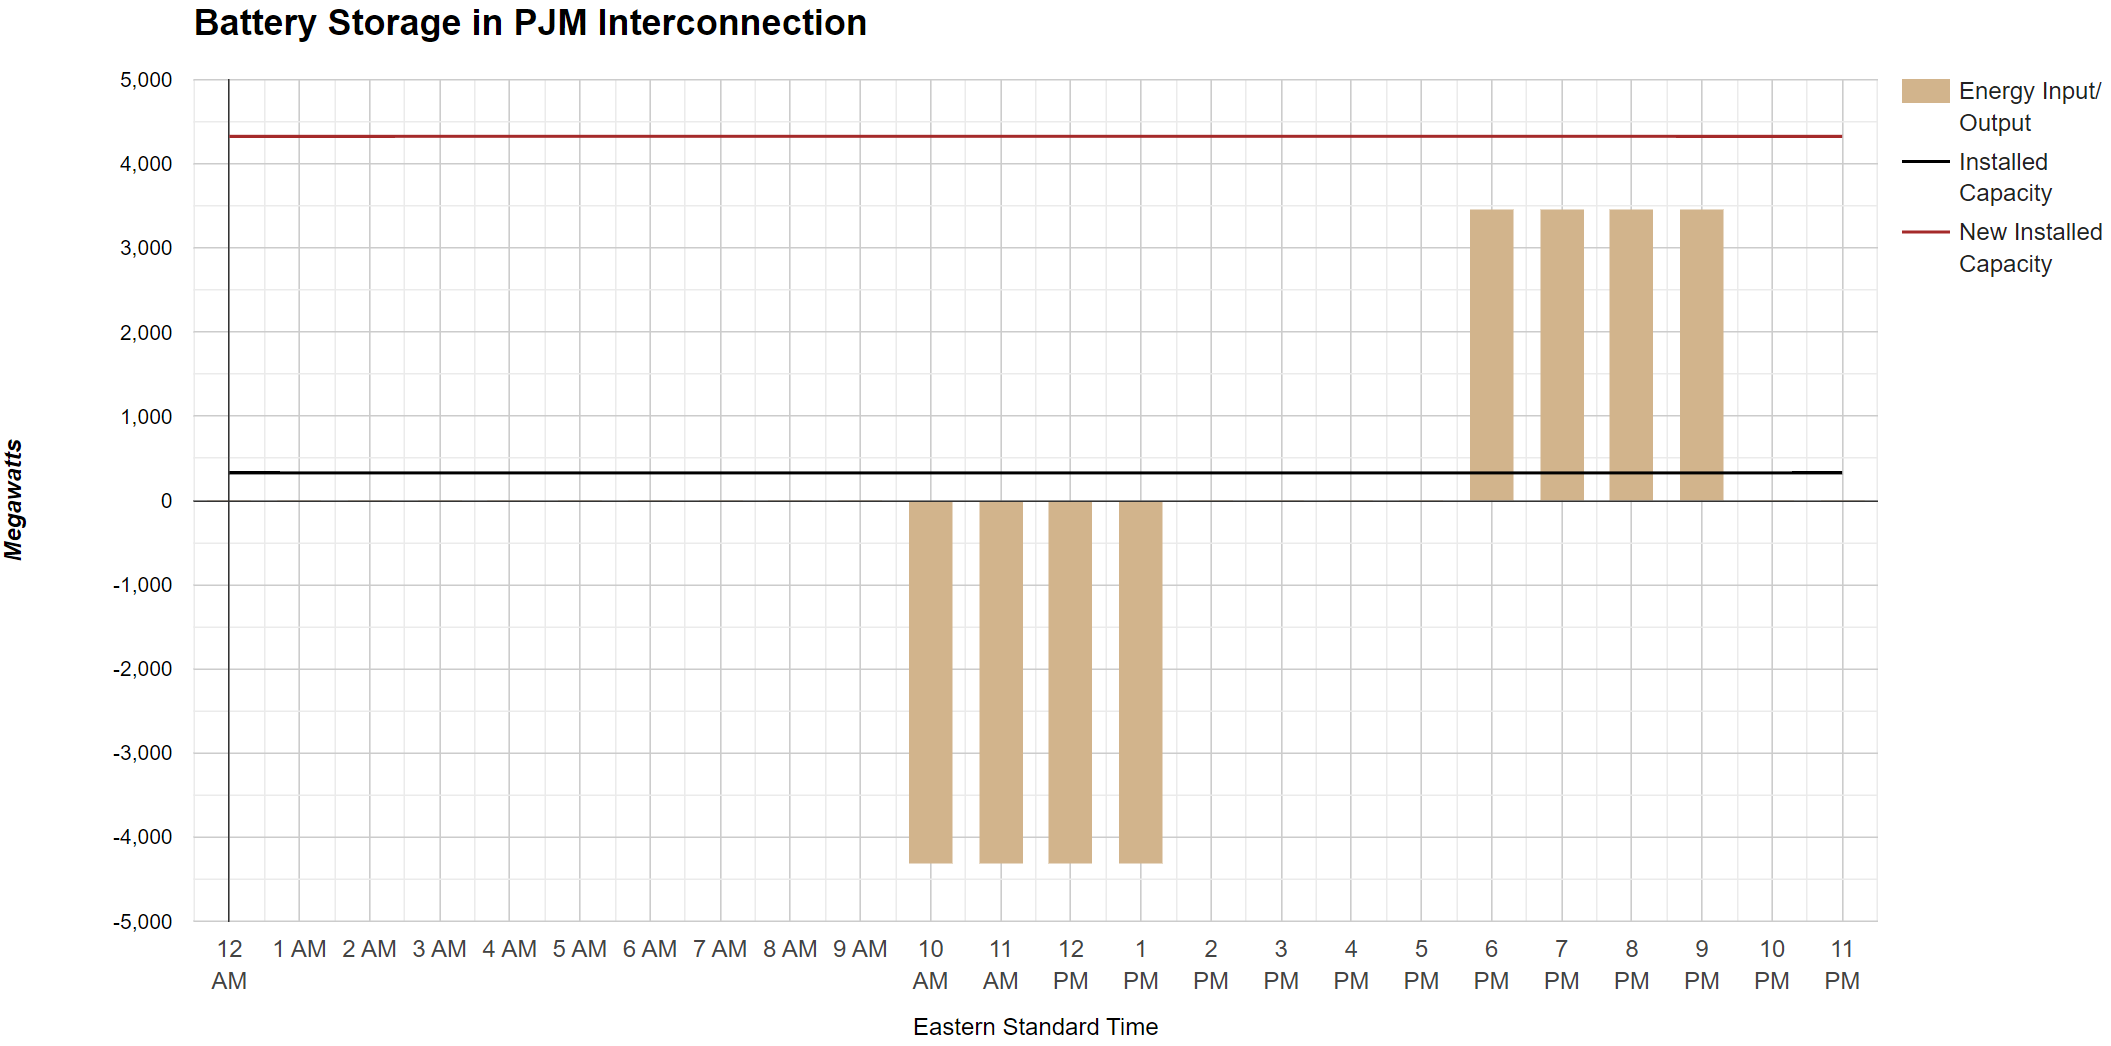 Battery Storage in PJM Interconnection
5,000
4,000
3,000
2,000
1,000
0
-1,000
-2,000
-3,000
-4,000
-5,000
Megawatts
12 AM
1 AM
2 AM
3 AM
4 AM
5 AM
6 AM
7 AM
8 AM
9 AM
10 AM
11 AM
12 PM
1 PM
2 PM
3 PM
4 PM
5 PM
6 PM
7 PM
8 PM
9 PM
10 PM
11 PM
Eastern Standard Time
Energy Input/
Output
Installed
Capacity
New Installed
Capacity